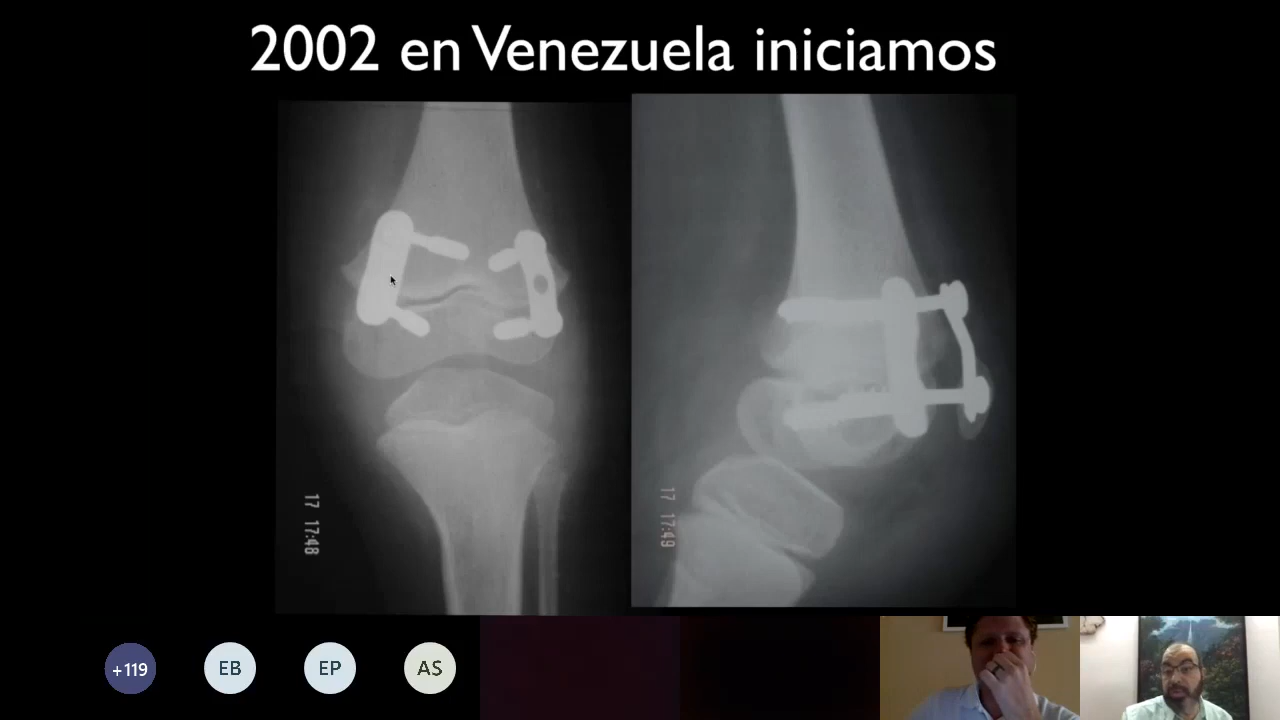 2002 en Venezuela iniciamos
17 17:48
17 17:49
+119
EB
EP
AS